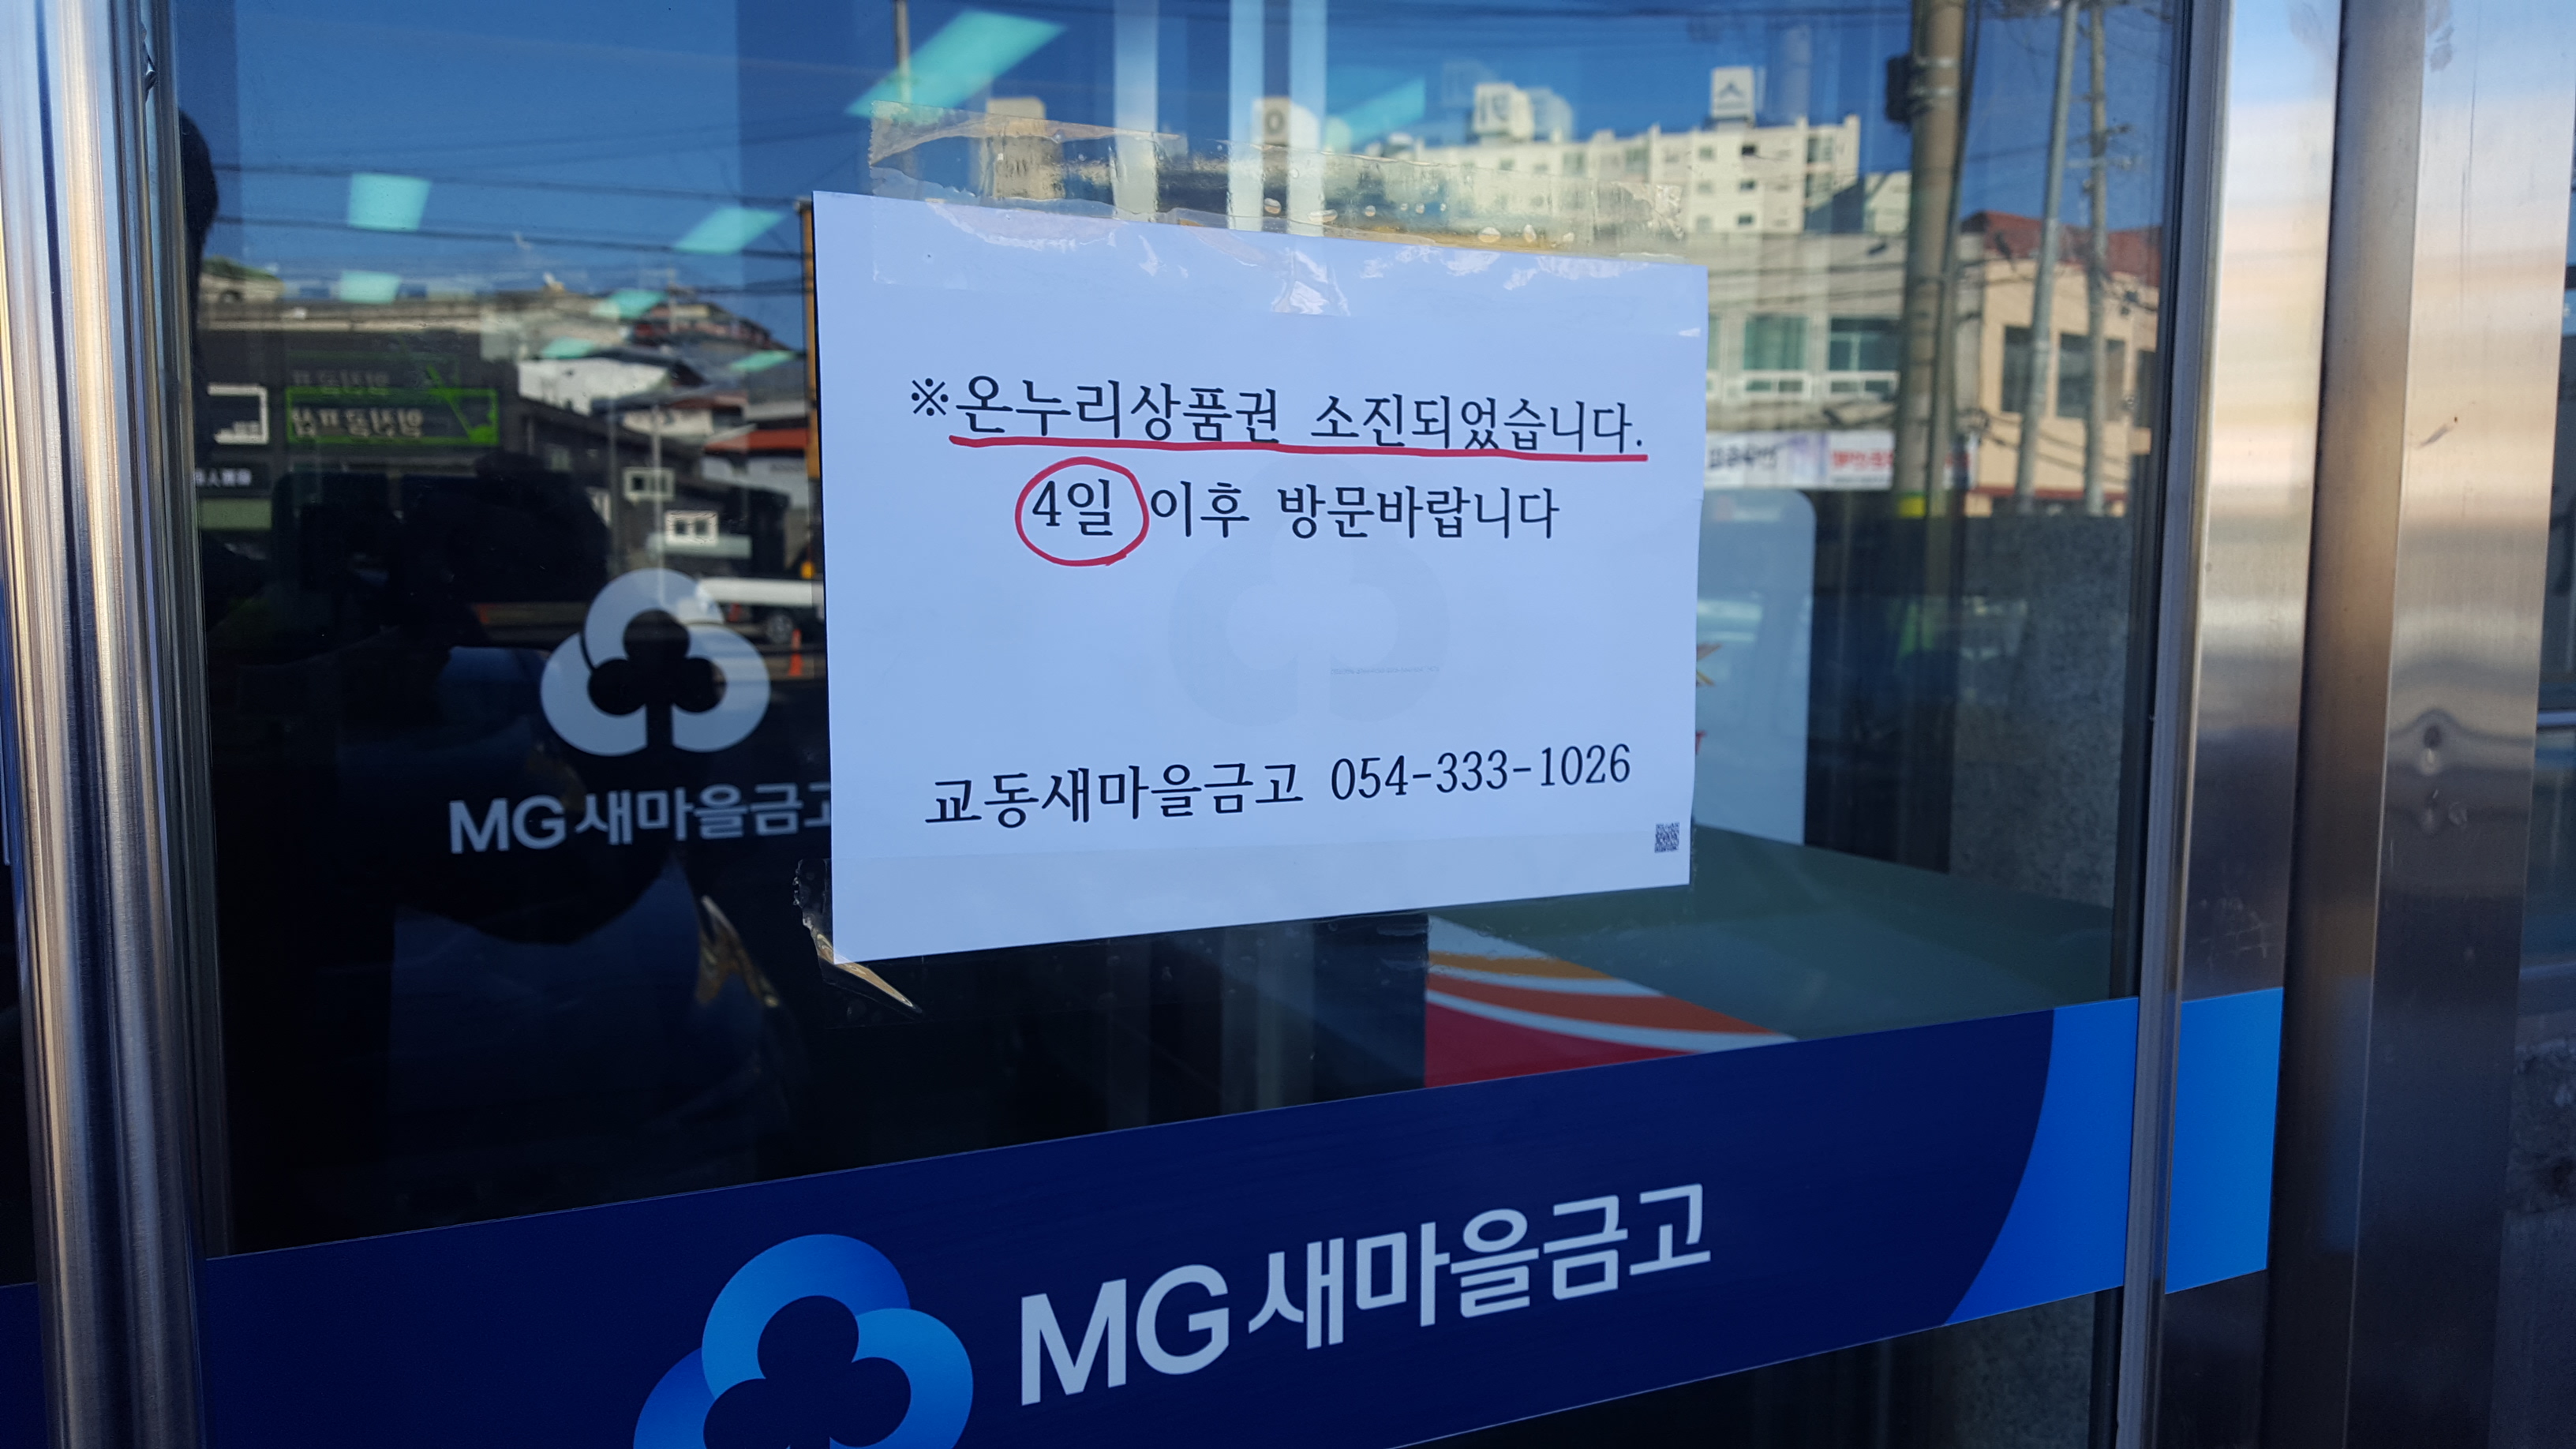 ※온누리상품권 소진되었습니다.
4일 이후 방문바랍니다
교동새마을금고 054-333-1026
MG새마을금고
MG새마을금고